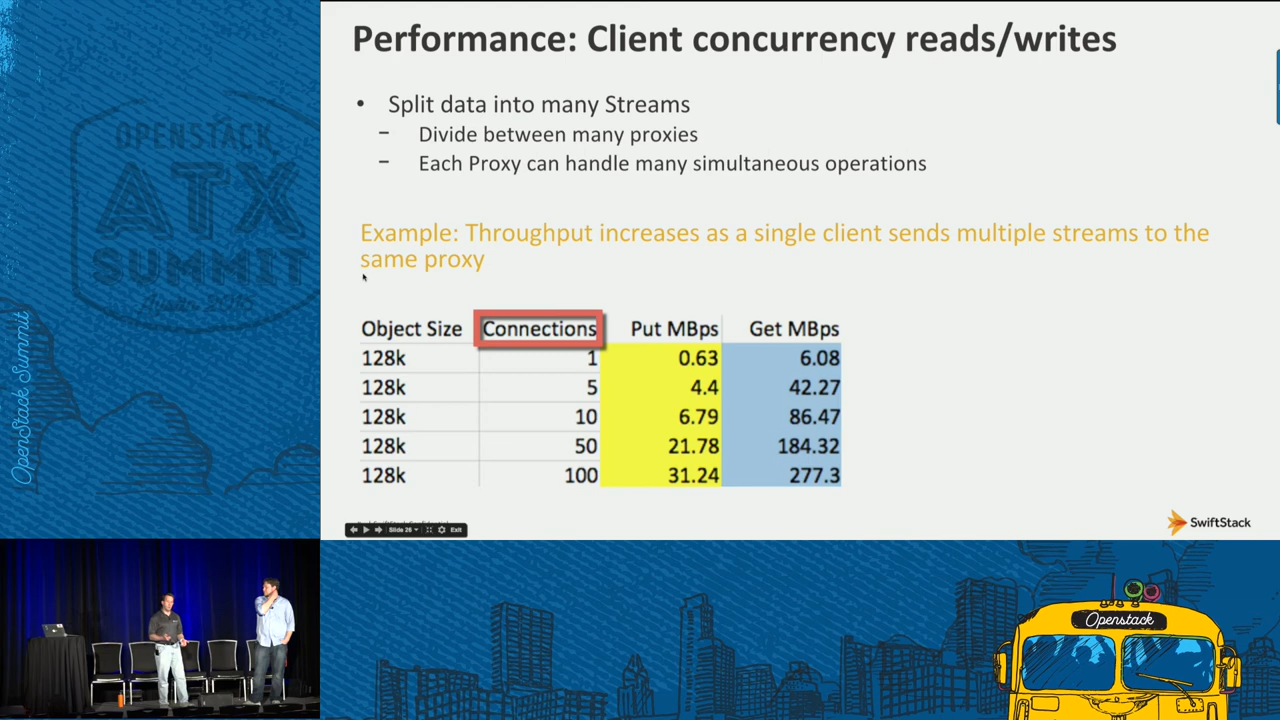 Performance: Client concurrency reads/writes
• Split data into many Streams
– Divide between many proxies
– Each Proxy can handle many simultaneous operations
Example: Throughput increases as a single client sends multiple streams to the
same proxy
Object Size Connections Put MBps Get MBps
128k 1 0.63 6.08
128k 5 4.4 42.27
128k 10 6.79 86.47
128k 50 21.78 184.32
128k 100 31.24 277.3
Slide 26 Exit
SwiftStack
OPENSTACK
ATX
SUMMIT
OpenStack Summit
Openstack